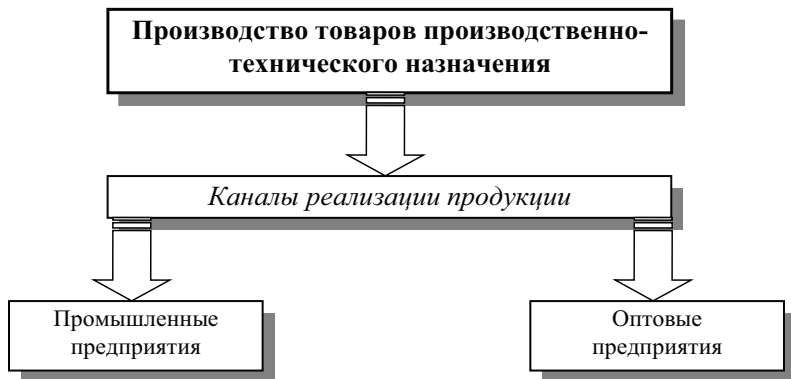 Производство товаров производственно-
технического назначения
Каналы реализации продукции
Промышленные
предприятия
Оптовые
предприятия